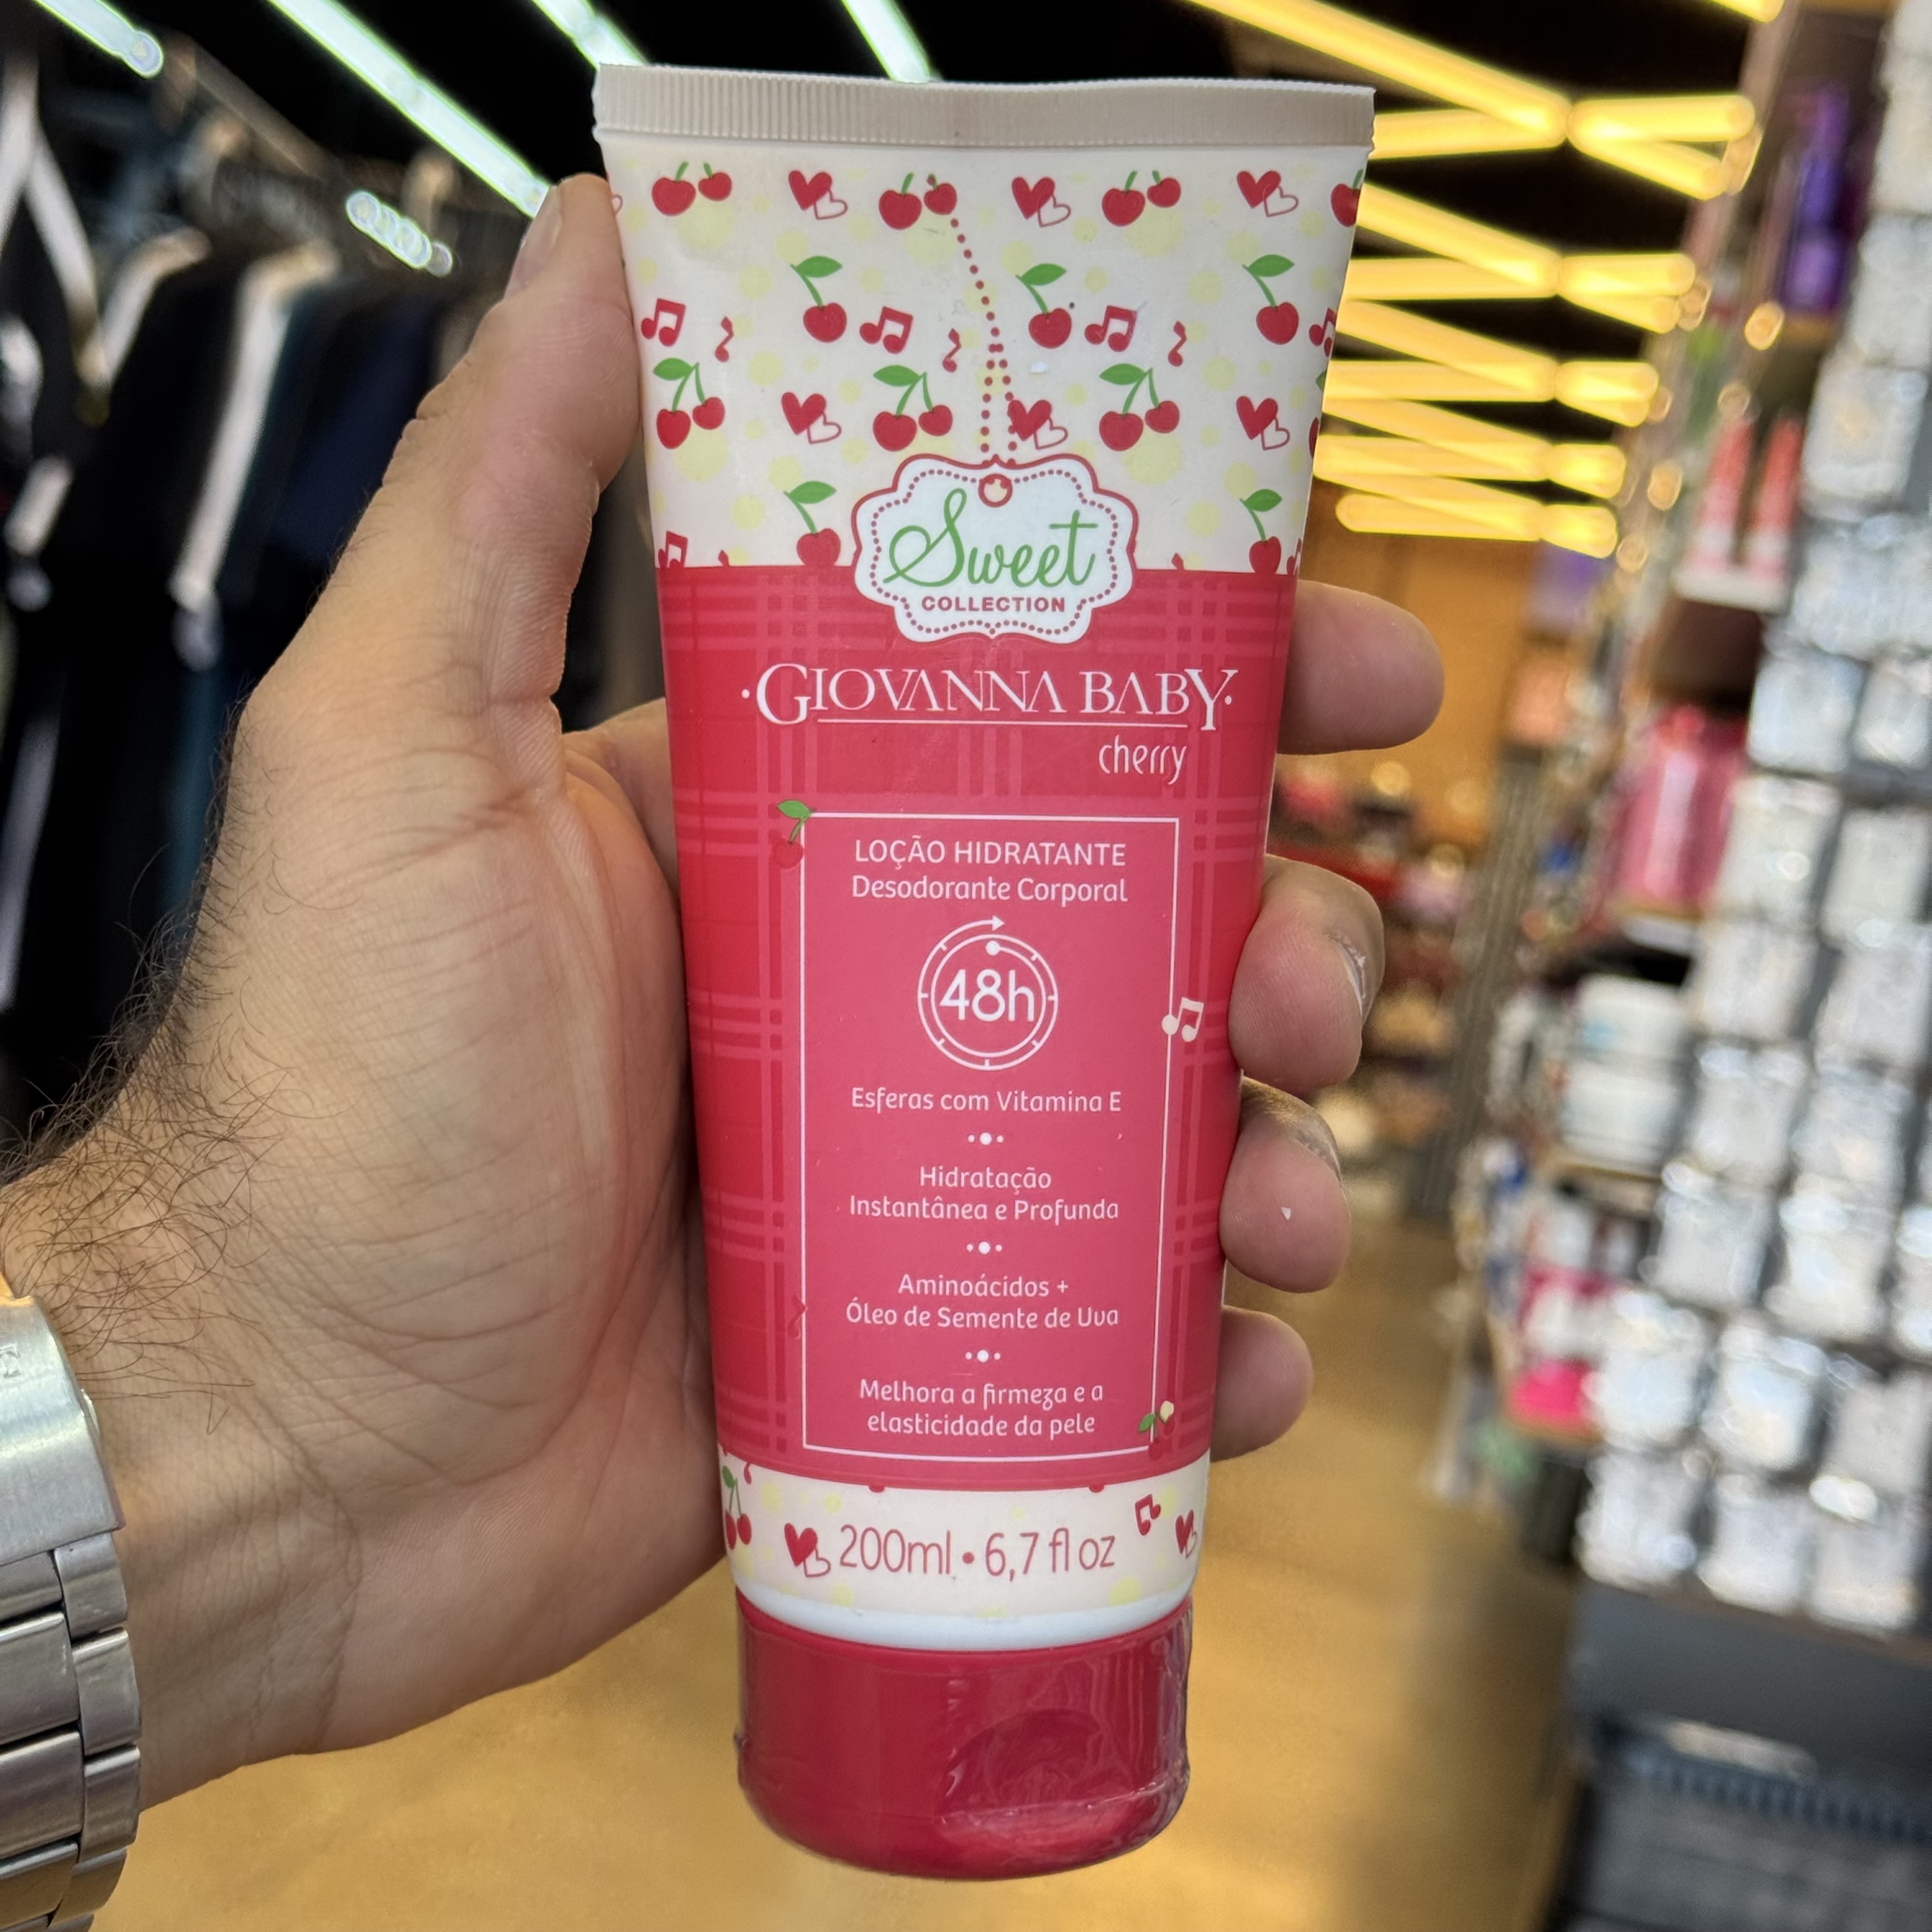 Sweet
COLLECTION
·GIOVANNA BABY·
cherry
LOÇÃO HIDRATANTE
Desodorante Corporal
48h
Esferas com Vitamina E
Hidratação
Instantânea e Profunda
Aminoácidos +
Óleo de Semente de Uva
Melhora a firmeza e a
elasticidade da pele
200ml • 6,7 fl oz